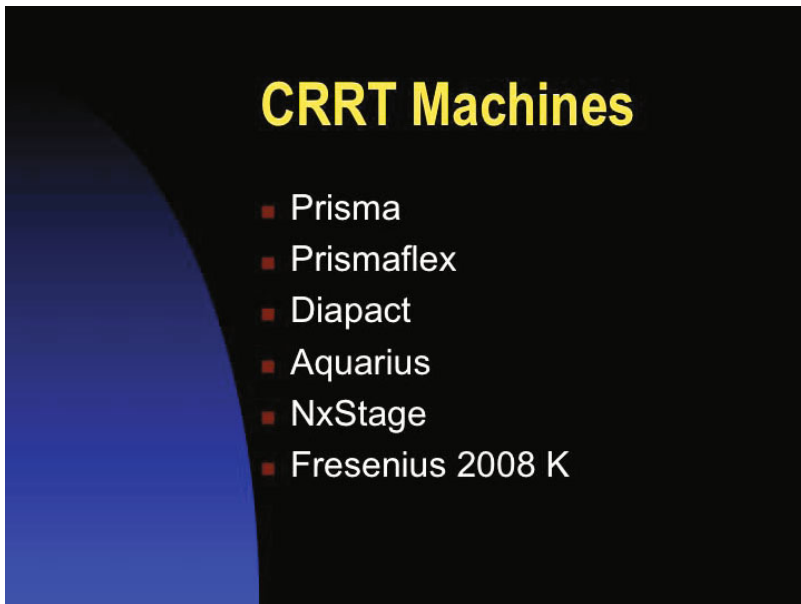 CRRT Machines
Prisma
Prismaflex
Diapact
Aquarius
NxStage
Fresenius 2008 K